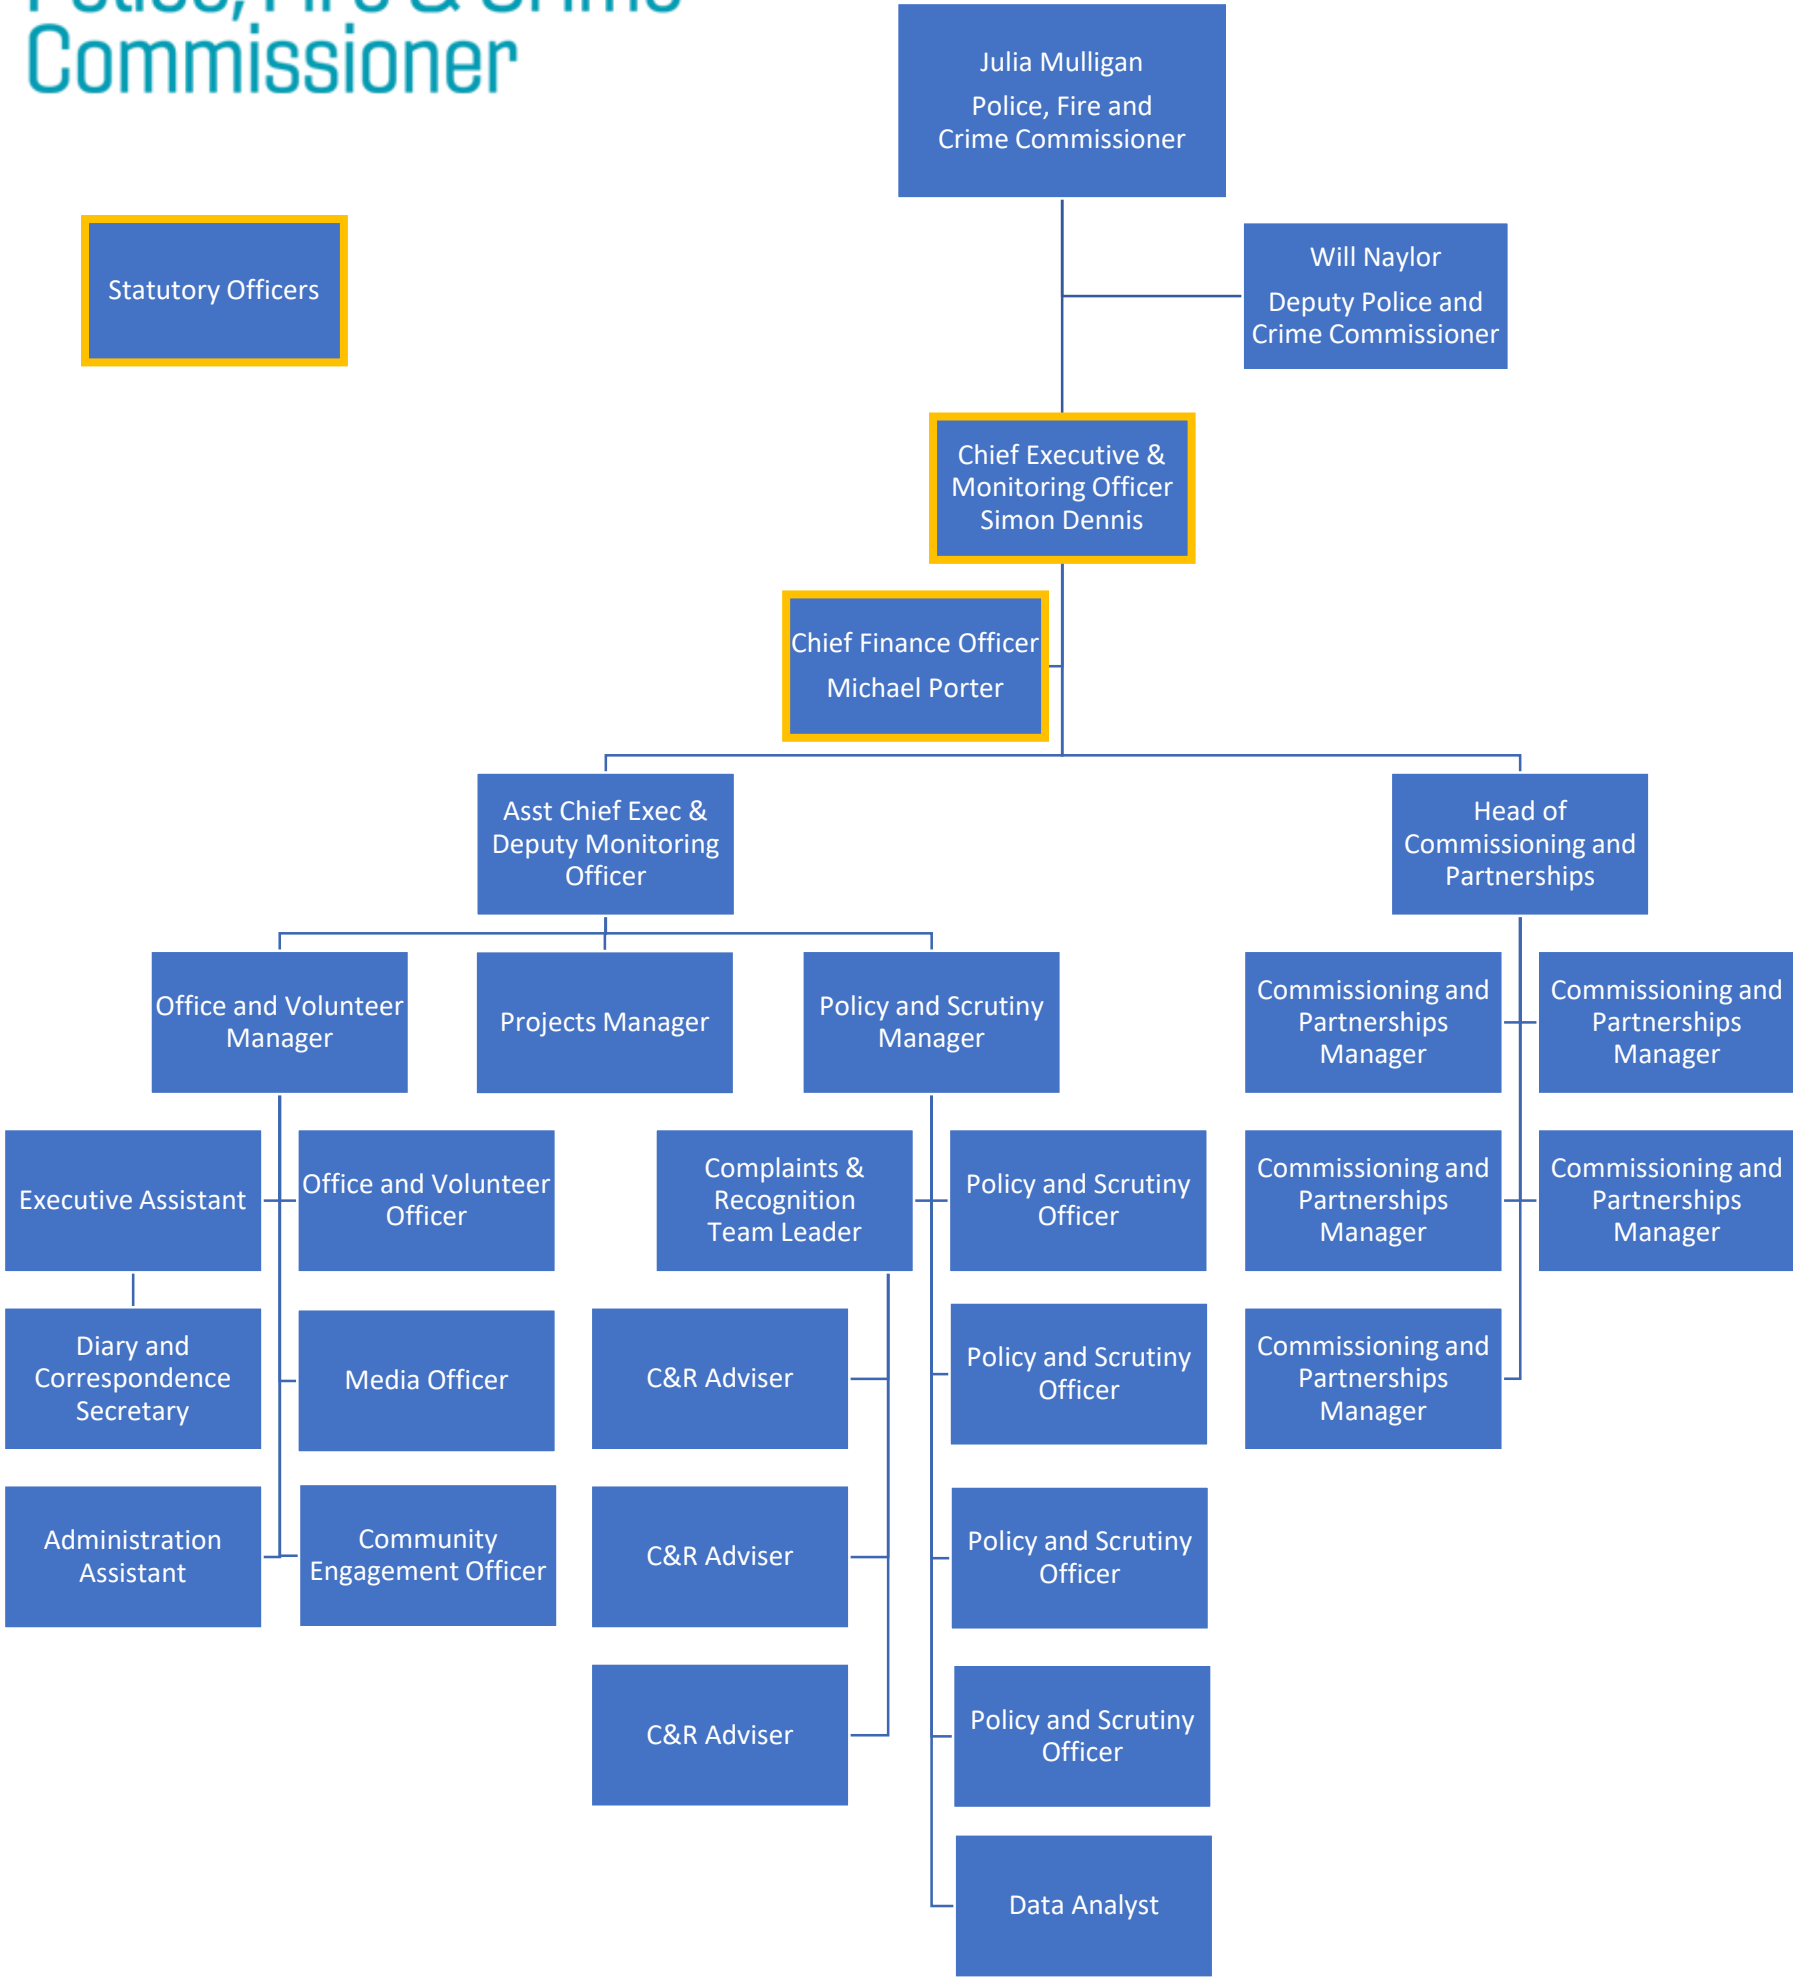 Police, Fire & Crime
Commissioner
Julia Mulligan
Police, Fire and
Crime Commissioner
Statutory Officers
Will Naylor
Deputy Police and
Crime Commissioner
Chief Executive &
Monitoring Officer
Simon Dennis
Chief Finance Officer
Michael Porter
Asst Chief Exec &
Deputy Monitoring
Officer
Head of
Commissioning and
Partnerships
Office and Volunteer
Manager
Projects Manager
Policy and Scrutiny
Manager
Commissioning and
Partnerships
Manager
Commissioning and
Partnerships
Manager
Executive Assistant
Office and Volunteer
Officer
Complaints &
Recognition
Team Leader
Policy and Scrutiny
Officer
Commissioning and
Partnerships
Manager
Commissioning and
Partnerships
Manager
Diary and
Correspondence
Secretary
Media Officer
C&R Adviser
Policy and Scrutiny
Officer
Commissioning and
Partnerships
Manager
Administration
Assistant
Community
Engagement Officer
C&R Adviser
Policy and Scrutiny
Officer
C&R Adviser
Policy and Scrutiny
Officer
Data Analyst